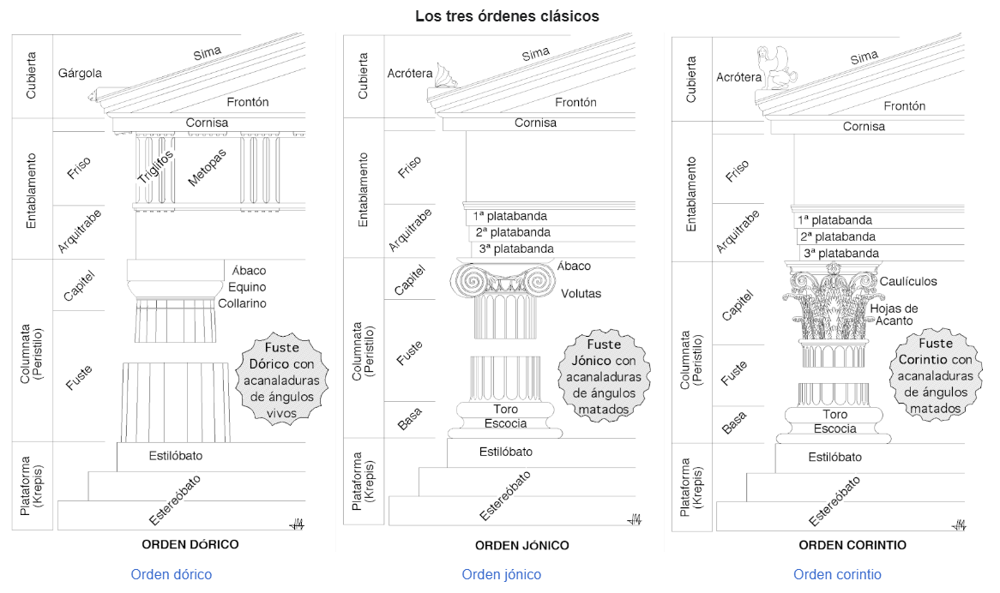 Los tres órdenes clásicos
Cubierta
Gárgola
Sima
Frontón
Cornisa
Entablamento
Friso
Triglifos
Metopas
Arquitrabe
Columnata
(Peristilo)
Capitel
Ábaco
Equino
Collarino
Fuste
Fuste
Dórico con
acanaladuras
de ángulos
vivos
Plataforma
(Krepis)
Estilóbato
Estereóbato
ORDEN DÓRICO
Orden dórico
Cubierta
Acrótera
Sima
Frontón
Cornisa
Entablamento
Friso
Arquitrabe
1ª platabanda
2ª platabanda
3ª platabanda
Columnata
(Peristilo)
Capitel
Ábaco
Volutas
Fuste
Fuste
Jónico con
acanaladuras
de ángulos
matados
Basa
Toro
Escocia
Plataforma
(Krepis)
Estilóbato
Estereóbato
ORDEN JÓNICO
Orden jónico
Cubierta
Acrótera
Sima
Frontón
Cornisa
Entablamento
Friso
Arquitrabe
1ª platabanda
2ª platabanda
3ª platabanda
Columnata
(Peristilo)
Capitel
Caulículos
Hojas de
Acanto
Fuste
Fuste
Corintio con
acanaladuras
de ángulos
matados
Basa
Toro
Escocia
Plataforma
(Krepis)
Estilóbato
Estereóbato
ORDEN CORINTIO
Orden corintio